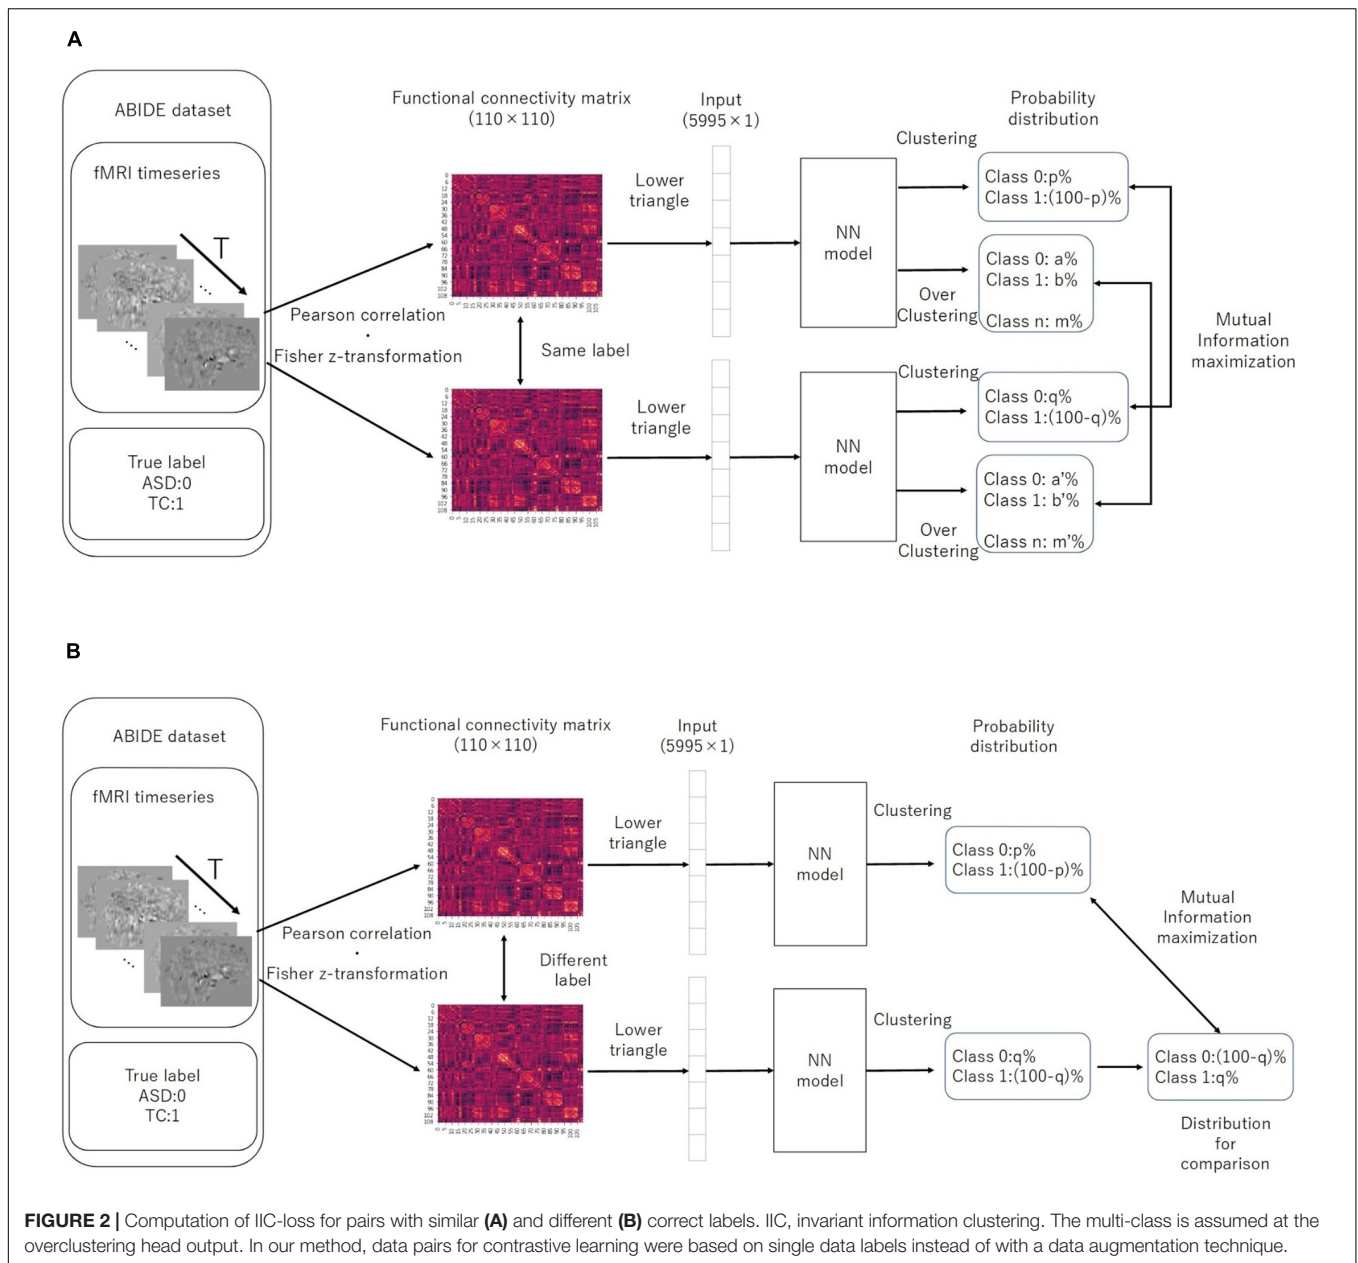 A
ABIDE dataset
fMRI timeseries
T
...
...
True label
ASD:0
TC:1
Pearson correlation
・
Fisher z-transformation
Functional connectivity matrix
(110×110)
Same label
Lower
triangle
Lower
triangle
Input
(5995×1)
NN
model
NN
model
Clustering
Over
Clustering
Clustering
Over
Clustering
Probability
distribution
Class 0:p%
Class 1:(100-p)%
Class 0: a%
Class 1: b%
Class n: m%
Class 0:q%
Class 1:(100-q)%
Class 0: a’%
Class 1: b’%
Class n: m’%
Mutual
Information
maximization
B
ABIDE dataset
fMRI timeseries
T
...
...
True label
ASD:0
TC:1
Pearson correlation
・
Fisher z-transformation
Functional connectivity matrix
(110×110)
Different
label
Lower
triangle
Lower
triangle
Input
(5995×1)
NN
model
NN
model
Clustering
Clustering
Probability
distribution
Class 0:p%
Class 1:(100-p)%
Class 0:q%
Class 1:(100-q)%
Mutual
Information
maximization
Class 0:(100-q)%
Class 1:q%
Distribution
for
comparison
FIGURE 2 | Computation of IIC-loss for pairs with similar (A) and different (B) correct labels. IIC, invariant information clustering. The multi-class is assumed at the
overclustering head output. In our method, data pairs for contrastive learning were based on single data labels instead of with a data augmentation technique.